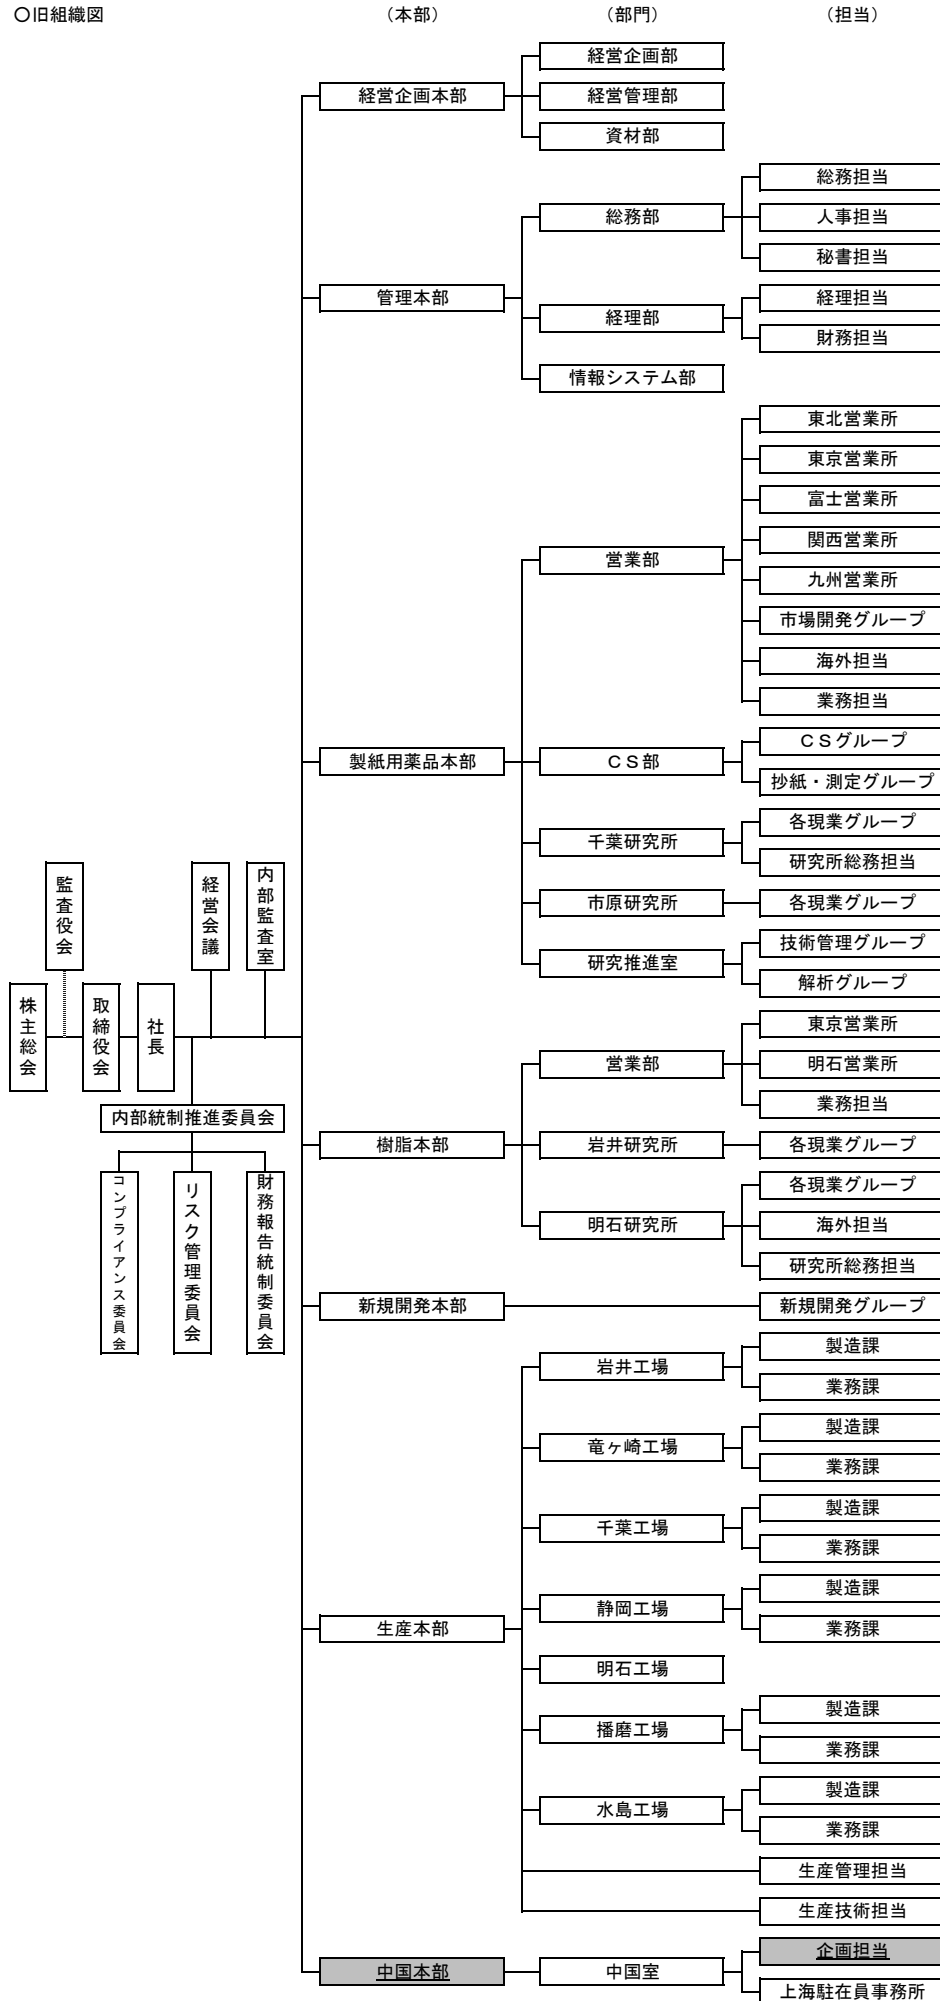 〇旧組織図
（本部）
（部門）
（担当）
経営企画本部
経営企画部
経営管理部
資材部
管理本部
総務部
総務担当
人事担当
秘書担当
経理部
経理担当
財務担当
情報システム部
製紙用薬品本部
営業部
東北営業所
東京営業所
富士営業所
関西営業所
九州営業所
市場開発グループ
海外担当
業務担当
ＣＳ部
ＣＳグループ
抄紙・測定グループ
千葉研究所
各現業グループ
研究所総務担当
市原研究所
各現業グループ
研究推進室
技術管理グループ
解析グループ
監査役会
経営会議
内部監査室
株主総会
取締役会
社長
内部統制推進委員会
コンプライアンス委員会
リスク管理委員会
財務報告統制委員会
樹脂本部
営業部
東京営業所
明石営業所
業務担当
岩井研究所
各現業グループ
明石研究所
各現業グループ
海外担当
研究所総務担当
新規開発本部
新規開発グループ
生産本部
岩井工場
製造課
業務課
竜ヶ崎工場
製造課
業務課
千葉工場
製造課
業務課
静岡工場
製造課
業務課
明石工場
播磨工場
製造課
業務課
水島工場
製造課
業務課
生産管理担当
生産技術担当
中国本部
中国室
企画担当
上海駐在員事務所